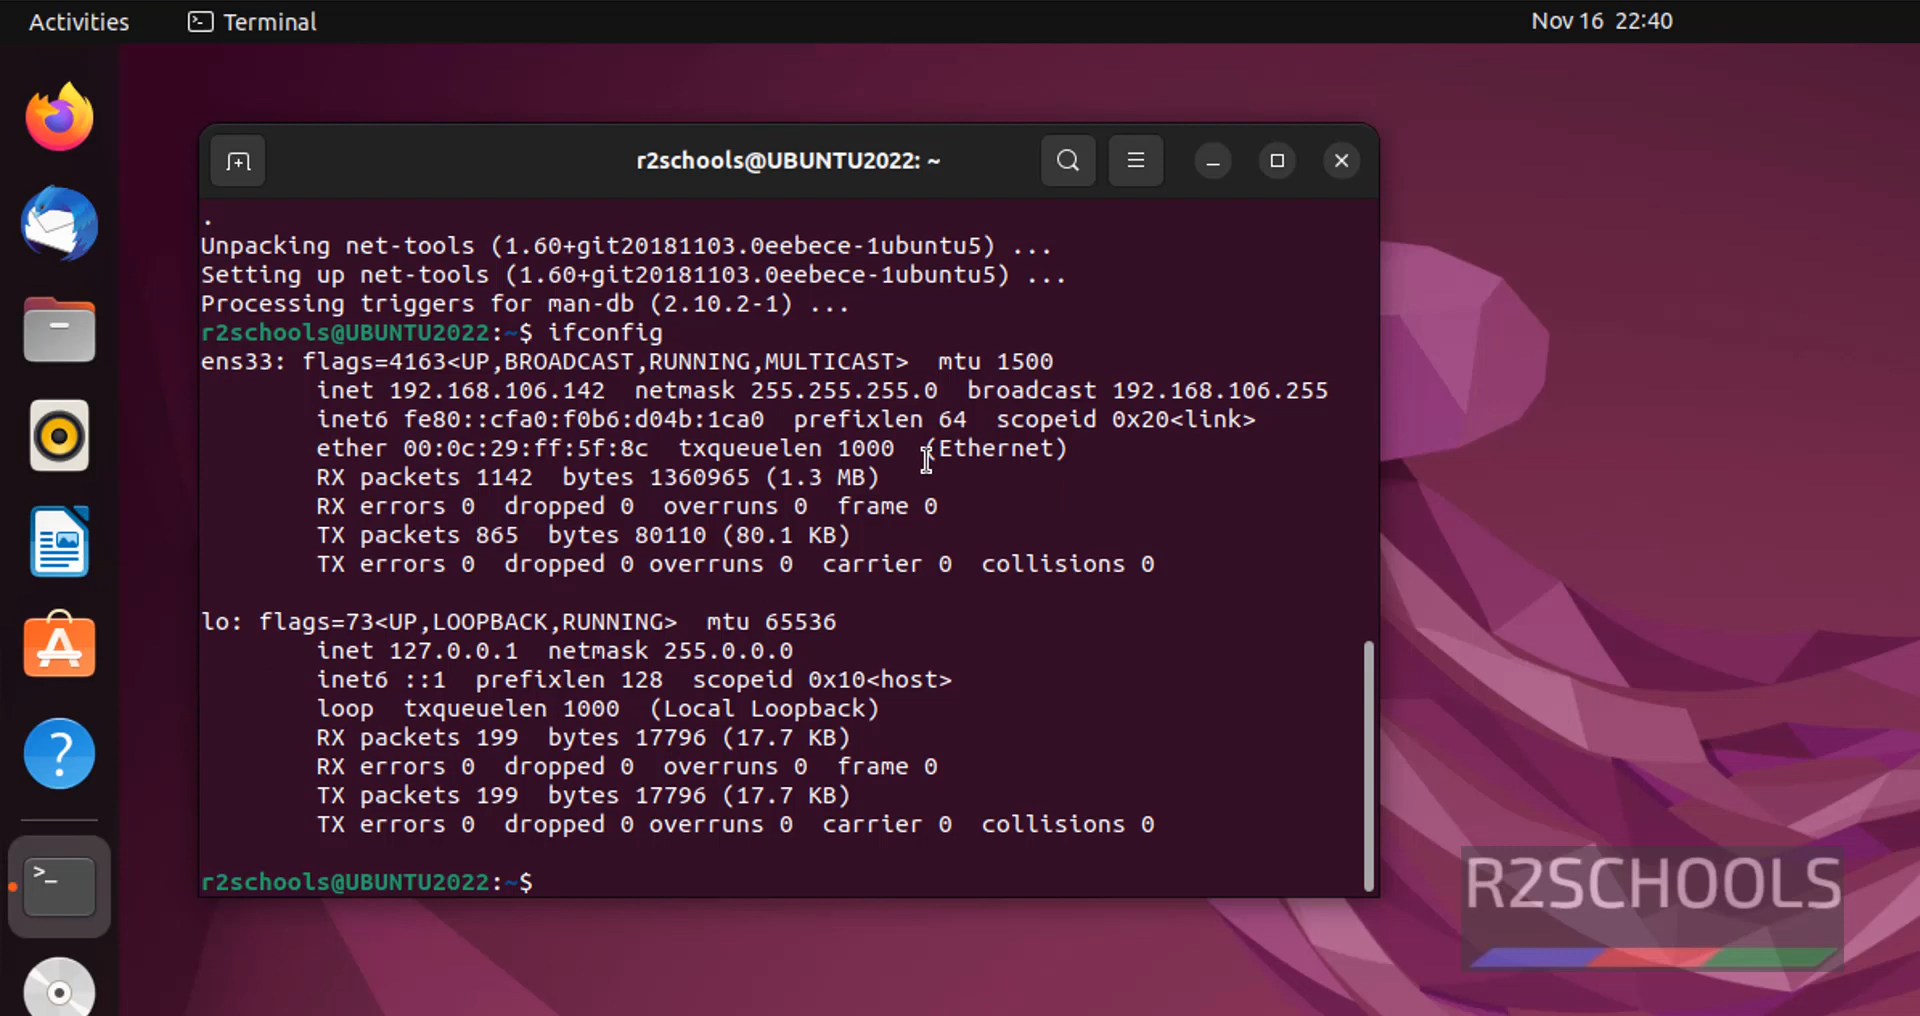 Activities Terminal Nov 16 22:40
r2schools@UBUNTU2022: ~
.
Unpacking net-tools (1.60+git20181103.0eebece-1ubuntu5) ...
Setting up net-tools (1.60+git20181103.0eebece-1ubuntu5) ...
Processing triggers for man-db (2.10.2-1) ...
r2schools@UBUNTU2022:~$ ifconfig
ens33: flags=4163<UP,BROADCAST,RUNNING,MULTICAST>  mtu 1500
        inet 192.168.106.142  netmask 255.255.255.0  broadcast 192.168.106.255
        inet6 fe80::cfa0:f0b6:d04b:1ca0  prefixlen 64  scopeid 0x20<link>
        ether 00:0c:29:ff:5f:8c  txqueuelen 1000  (Ethernet)
        RX packets 1142  bytes 1360965 (1.3 MB)
        RX errors 0  dropped 0  overruns 0  frame 0
        TX packets 865  bytes 80110 (80.1 KB)
        TX errors 0  dropped 0 overruns 0  carrier 0  collisions 0

lo: flags=73<UP,LOOPBACK,RUNNING>  mtu 65536
        inet 127.0.0.1  netmask 255.0.0.0
        inet6 ::1  prefixlen 128  scopeid 0x10<host>
        loop  txqueuelen 1000  (Local Loopback)
        RX packets 199  bytes 17796 (17.7 KB)
        RX errors 0  dropped 0  overruns 0  frame 0
        TX packets 199  bytes 17796 (17.7 KB)
        TX errors 0  dropped 0 overruns 0  carrier 0  collisions 0

r2schools@UBUNTU2022:~$
R2SCHOOLS